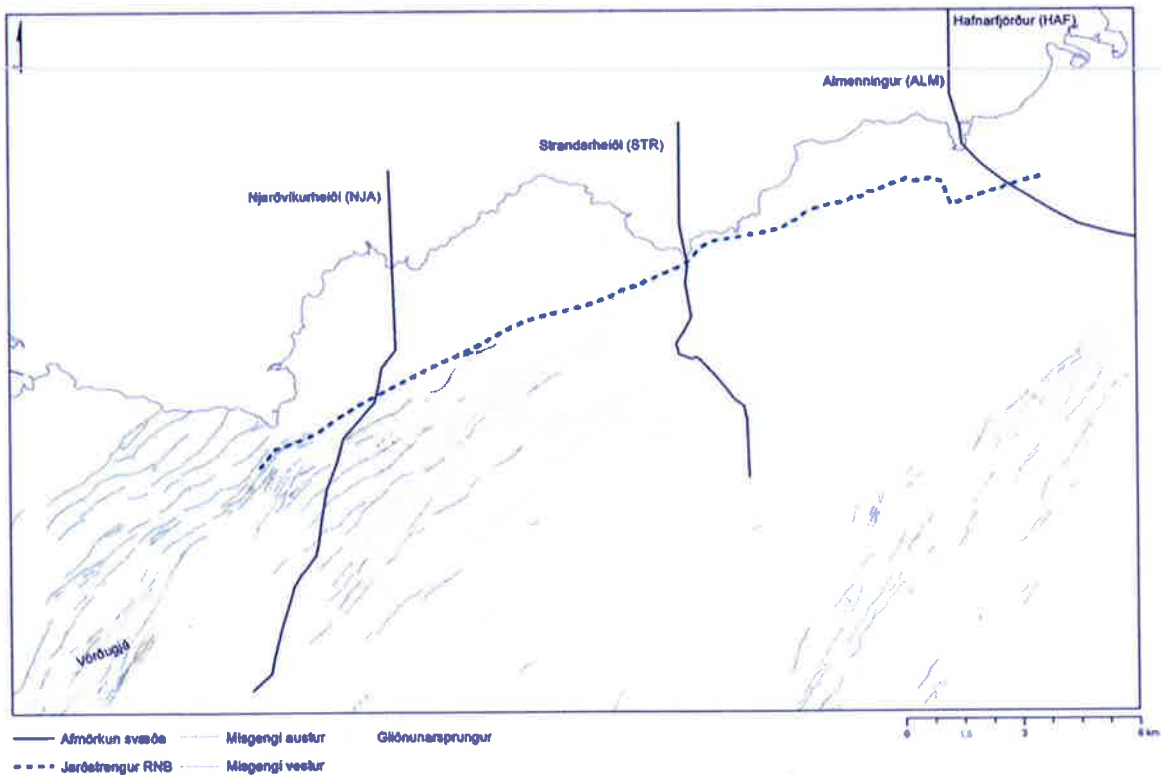 Hafnarfjörður (HAF)
Almenningur (ALM)
Strandarheiði (STR)
Njarðvíkurheiði (NJA)
Vörðugjá
Afmörkun svæða
Misgengi austur
Gliðnunarsprungur
Jarðstrengur RNB
Misgengi vestur
0 1,5 3 6 km